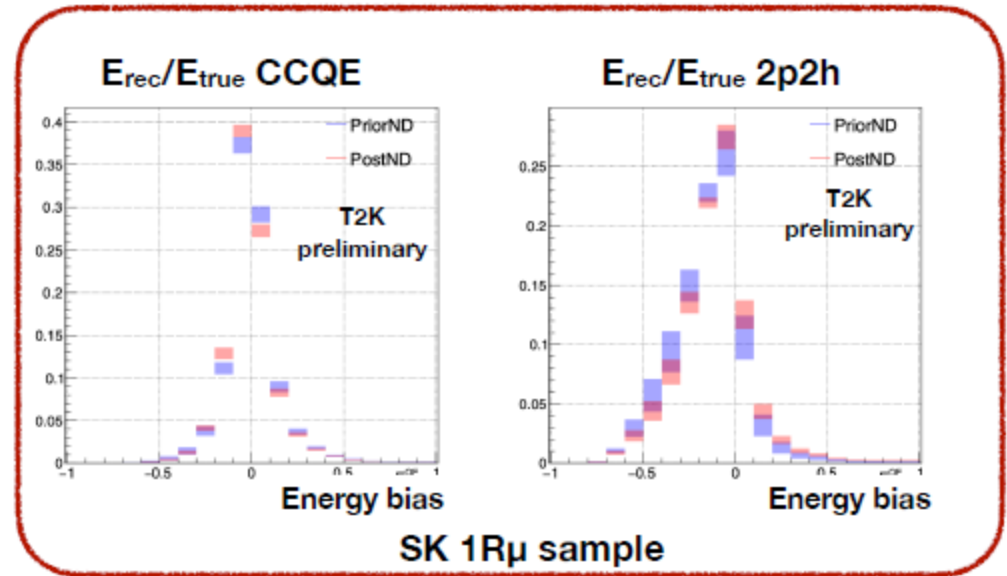 Erec/Etrue CCQE
Erec/Etrue 2p2h
0.4
0.35
0.3
0.25
0.2
0.15
0.1
0.05
0
−1
−0.5
0
0.5
1
PriorND
PostND
T2K
preliminary
Energy bias
0.25
0.2
0.15
0.1
0.05
0
−1
−0.5
0
0.5
1
PriorND
PostND
T2K
preliminary
Energy bias
SK 1Rμ sample